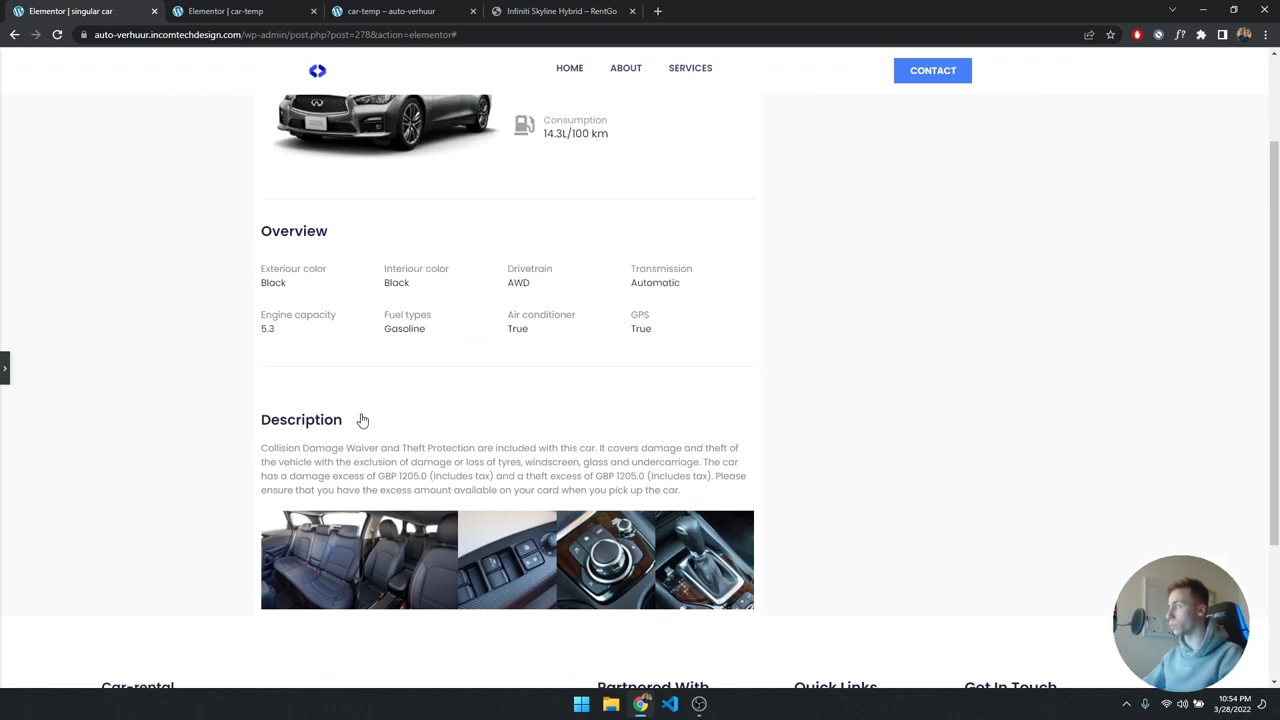 Elementor | singular car
Elementor | car-temp
car-temp – auto-verhuur
Infiniti Skyline Hybrid – RentGo
auto-verhuur.incomtechdesign.com/wp-admin/post.php?post=278&action=elementor#
HOME ABOUT SERVICES CONTACT
Consumption
14.3L/100 km
Overview
Exteriour color Interiour color Drivetrain Transmission
Black Black AWD Automatic
Engine capacity Fuel types Air conditioner GPS
5.3 Gasoline True True
Description
Collision Damage Waiver and Theft Protection are included with this car. It covers damage and theft of
the vehicle with the exclusion of damage or loss of tyres, windscreen, glass and undercarriage. The car
has a damage excess of GBP 1205.0 (Includes tax) and a theft excess of GBP 1205.0 (Includes tax). Please
ensure that you have the excess amount available on your card when you pick up the car.
Car-rental Partnered With Quick Links Get In Touch
10:54 PM
3/28/2022